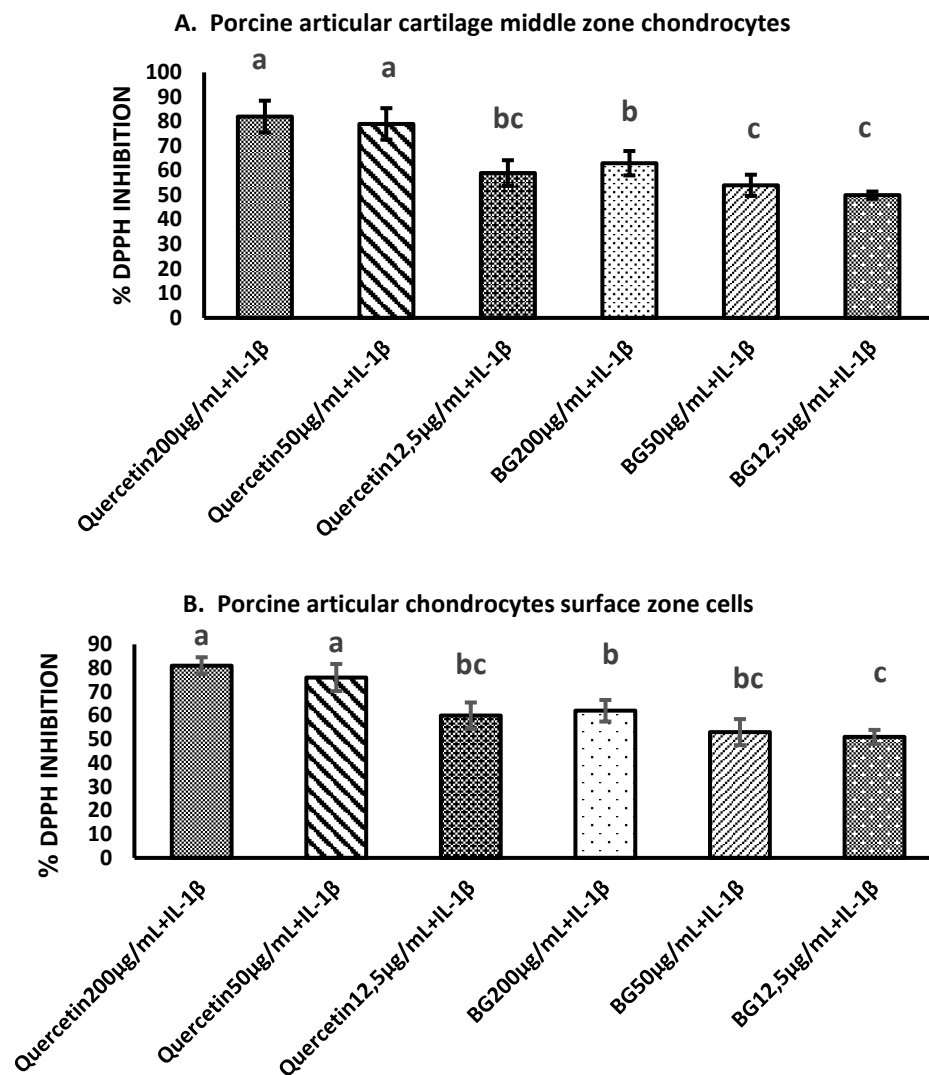 A. Porcine articular cartilage middle zone chondrocytes
% DPPH INHIBITION
100
90
80
70
60
50
40
30
20
10
0
a
a
bc
b
c
c
Quercetin200µg/mL+IL-1β
Quercetin50µg/mL+IL-1β
Quercetin12,5µg/mL+IL-1β
BG200µg/mL+IL-1β
BG50µg/mL+IL-1β
BG12,5µg/mL+IL-1β
B. Porcine articular chondrocytes surface zone cells
% DPPH INHIBITION
90
80
70
60
50
40
30
20
10
0
a
a
bc
b
bc
c
Quercetin200µg/mL+IL-1β
Quercetin50µg/mL+IL-1β
Quercetin12,5µg/mL+IL-1β
BG200µg/mL+IL-1β
BG50µg/mL+IL-1β
BG12,5µg/mL+IL-1β